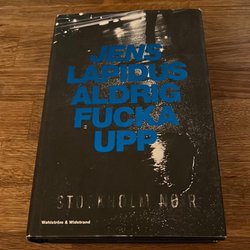 JENS
LAPIDUS
ALDRIG
FUCKA
UPP
STOCKHOLM NOIR
Wahlström & Widstrand